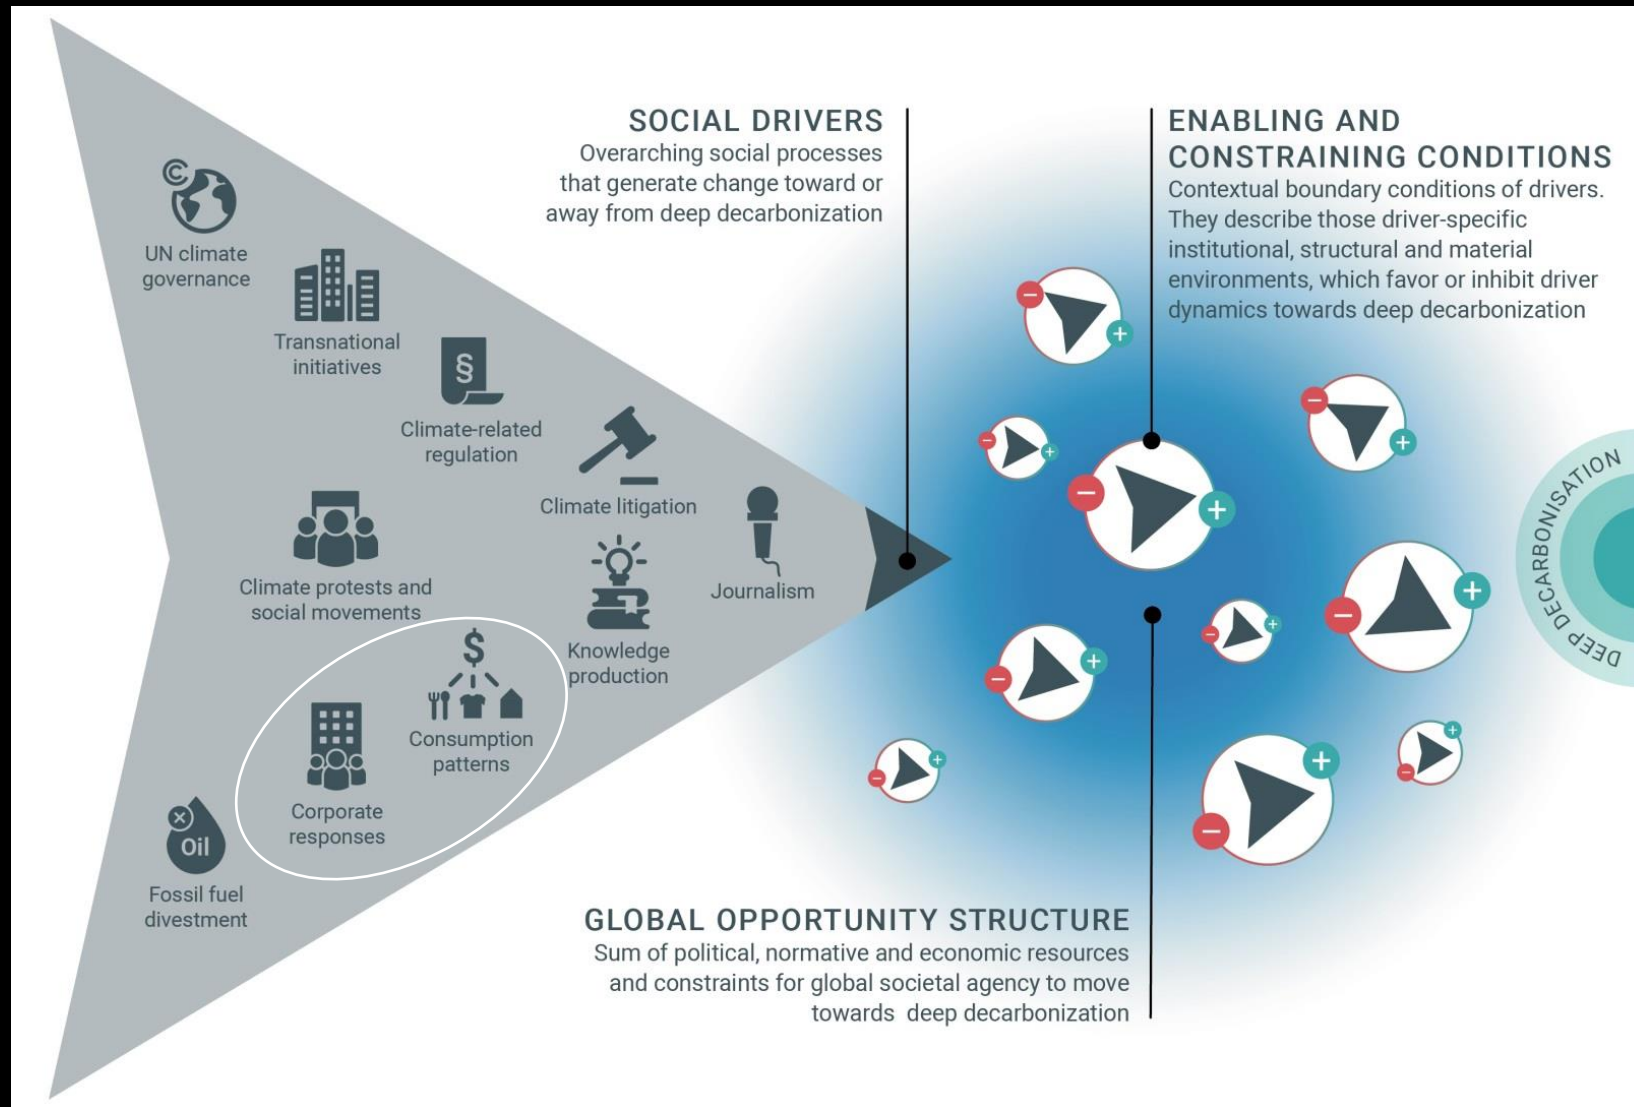 SOCIAL DRIVERS
Overarching social processes
that generate change toward or
away from deep decarbonization
ENABLING AND
CONSTRAINING CONDITIONS
Contextual boundary conditions of drivers.
They describe those driver-specific
institutional, structural and material
environments, which favor or inhibit driver
dynamics towards deep decarbonization
UN climate
governance
Transnational
initiatives
§
Climate-related
regulation
Climate litigation
Journalism
Climate protests and
social movements
Knowledge
production
$
Consumption
patterns
Corporate
responses
Oil
Fossil fuel
divestment
DEEP DECARBONISATION
GLOBAL OPPORTUNITY STRUCTURE
Sum of political, normative and economic resources
and constraints for global societal agency to move
towards deep decarbonization